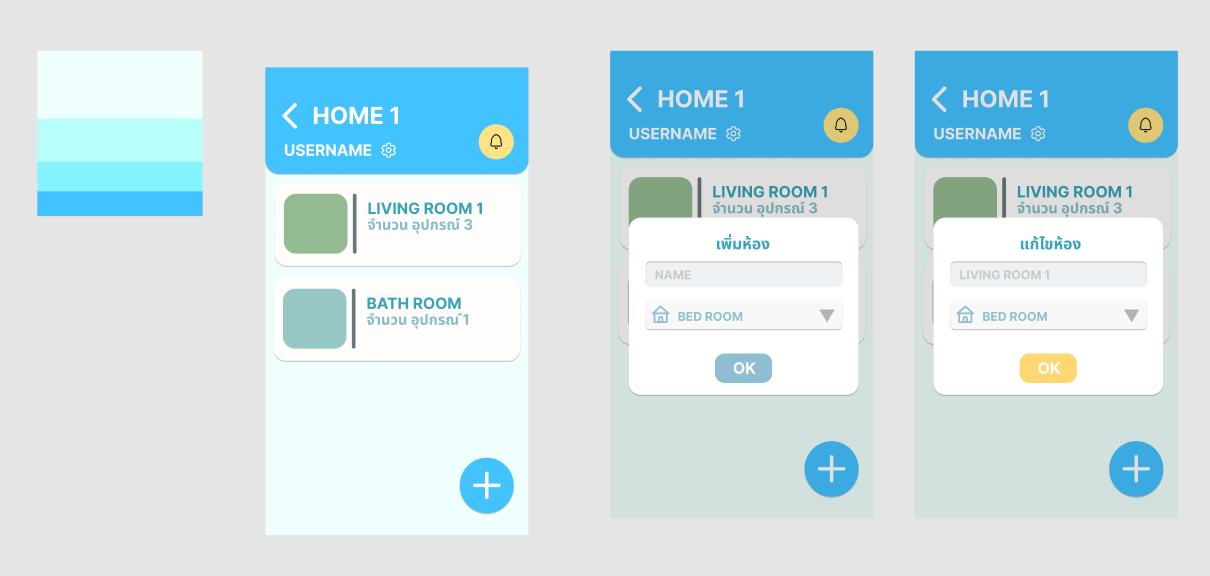 HOME 1
USERNAME
LIVING ROOM 1
จำนวน อุปกรณ์ 3
BATH ROOM
จำนวน อุปกรณ์ 1
HOME 1
USERNAME
LIVING ROOM 1
จำนวน อุปกรณ์ 3
เพิ่มห้อง
NAME
BED ROOM
OK
HOME 1
USERNAME
LIVING ROOM 1
จำนวน อุปกรณ์ 3
แก้ไขห้อง
LIVING ROOM 1
BED ROOM
OK